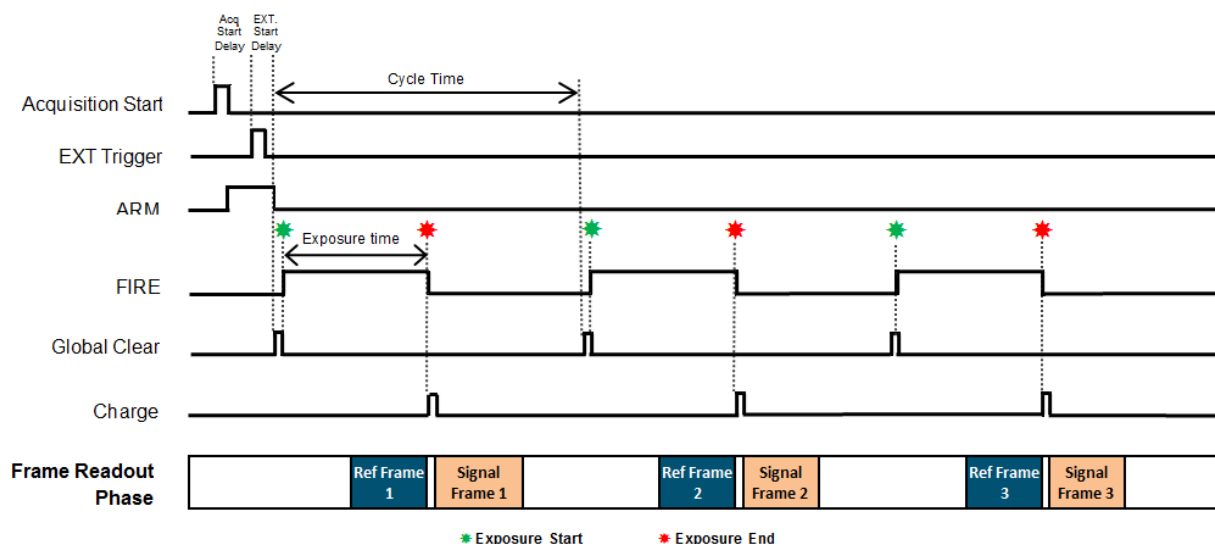 Acq
Start
Delay
EXT.
Start
Delay
Cycle Time
Acquisition Start
EXT Trigger
ARM
Exposure time
FIRE
Global Clear
Charge
Frame Readout
Phase
Ref Frame
1
Signal
Frame 1
Ref Frame
2
Signal
Frame 2
Ref Frame
3
Signal
Frame 3
Exposure Start
Exposure End